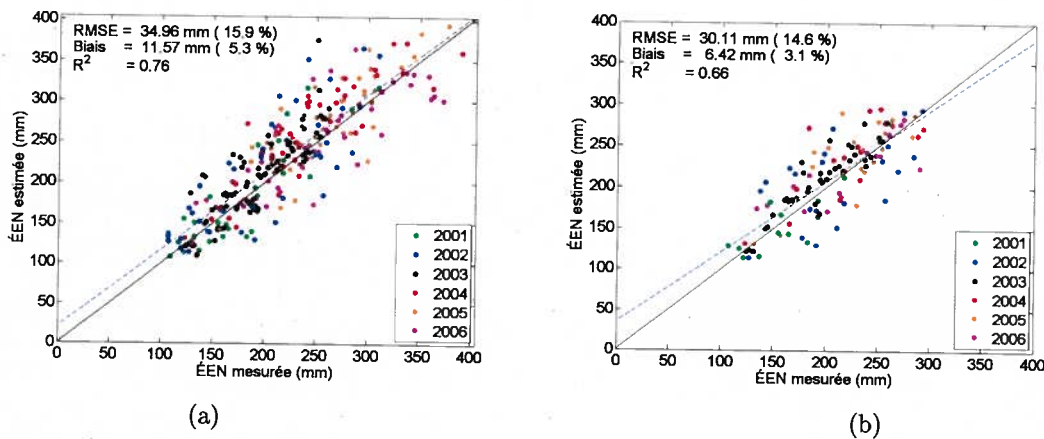 RMSE = 34.96 mm ( 15.9 %)
Biais = 11.57 mm ( 5.3 %)
R² = 0.76
400
350
300
250
200
150
100
50
0
ÉEN estimée (mm)
2001
2002
2003
2004
2005
2006
0 50 100 150 200 250 300 350 400
ÉEN mesurée (mm)
(a)
RMSE = 30.11 mm ( 14.6 %)
Biais = 6.42 mm ( 3.1 %)
R² = 0.66
400
350
300
250
200
150
100
50
0
ÉEN estimée (mm)
2001
2002
2003
2004
2005
2006
0 50 100 150 200 250 300 350 400
ÉEN mesurée (mm)
(b)